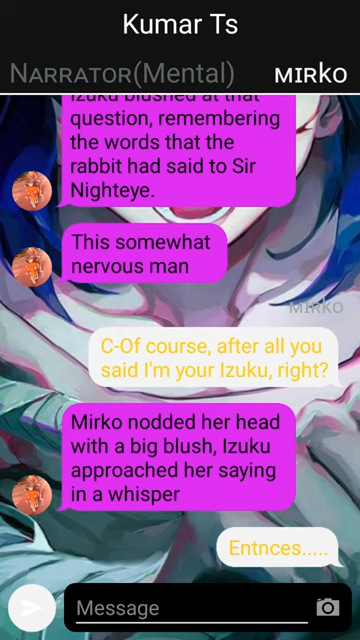 Kumar Ts
Narrator(Mental) mirko
Izuku blushed at that
question, remembering
the words that the
rabbit had said to Sir
Nighteye.
This somewhat
nervous man
mirko
C-Of course, after all you
said I'm your Izuku, right?
Mirko nodded her head
with a big blush, Izuku
approached her saying
in a whisper
Entnces.....
Message